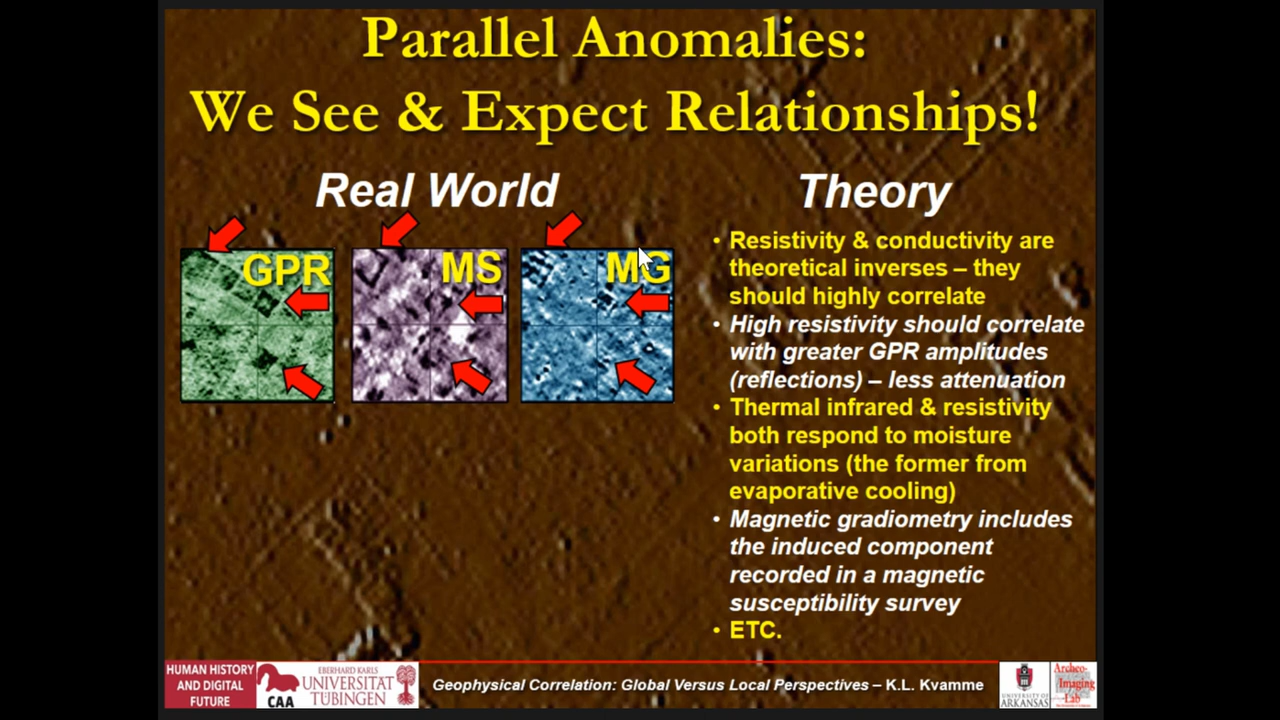 Parallel Anomalies:
We See & Expect Relationships!
Real World
GPR
MS
MG
Theory
• Resistivity & conductivity are
theoretical inverses – they
should highly correlate
• High resistivity should correlate
with greater GPR amplitudes
(reflections) – less attenuation
• Thermal infrared & resistivity
both respond to moisture
variations (the former from
evaporative cooling)
• Magnetic gradiometry includes
the induced component
recorded in a magnetic
susceptibility survey
• ETC.
HUMAN HISTORY
AND DIGITAL
FUTURE
CAA
EBERHARD KARLS
UNIVERSITÄT
TÜBINGEN
Geophysical Correlation: Global Versus Local Perspectives – K.L. Kvamme
UNIVERSITY OF
ARKANSAS
Archeo-
Imaging
Lab